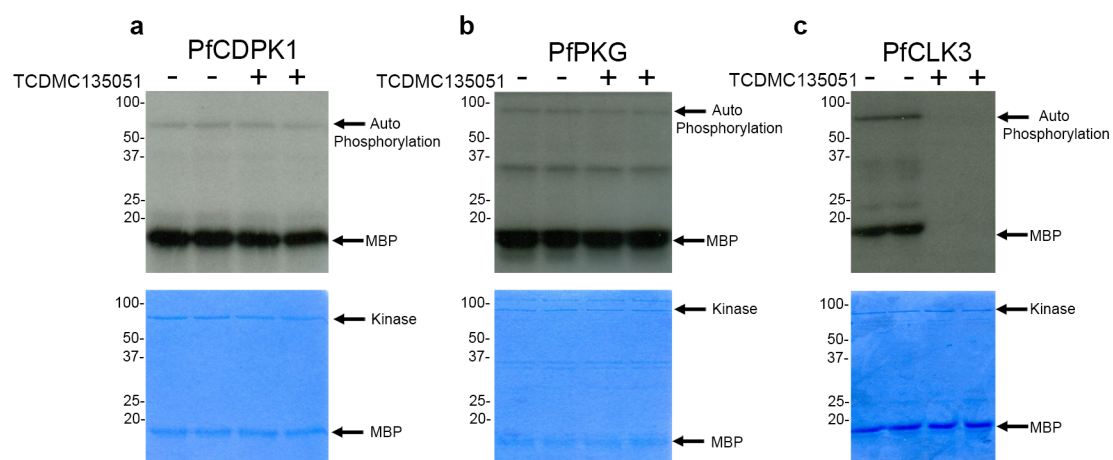 a
PfCDPK1
TCDMC135051 - - + +
100-
50-
37-
25-
20-
Auto
Phosphorylation
MBP
100-
50-
37-
25-
20-
Kinase
MBP
b
PfPKG
TCDMC135051 - - + +
100-
50-
37-
25-
20-
Auto
Phosphorylation
MBP
100-
50-
37-
25-
20-
Kinase
MBP
c
PfCLK3
TCDMC135051 - - + +
100-
50-
37-
25-
20-
Auto
Phosphorylation
MBP
100-
50-
37-
25-
20-
Kinase
MBP